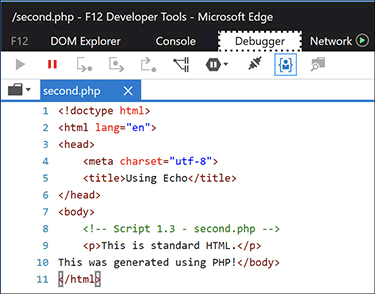 /second.php - F12 Developer Tools - Microsoft Edge
F12 DOM Explorer Console Debugger Network
second.php
1 <!doctype html>
2 <html lang="en">
3 <head>
4 <meta charset="utf-8">
5 <title>Using Echo</title>
6 </head>
7 <body>
8 <!-- Script 1.3 - second.php -->
9 <p>This is standard HTML.</p>
10 This was generated using PHP!</body>
11 </html>